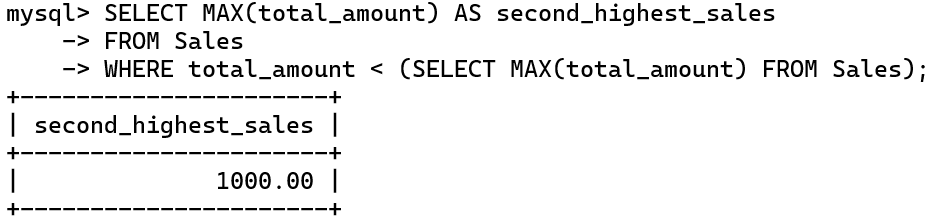 mysql> SELECT MAX(total_amount) AS second_highest_sales
    -> FROM Sales
    -> WHERE total_amount < (SELECT MAX(total_amount) FROM Sales);
+----------------------+
| second_highest_sales |
+----------------------+
|              1000.00 |
+----------------------+